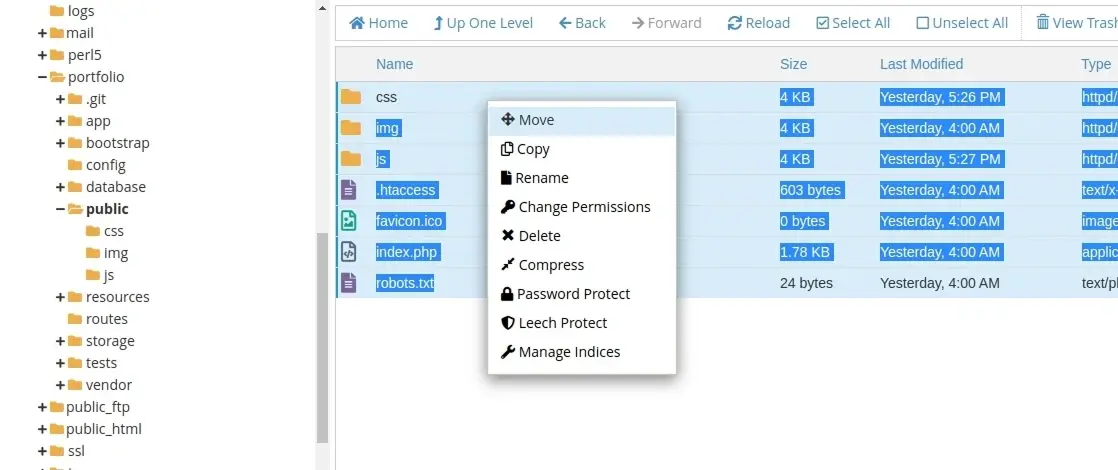 logs
mail
perl5
portfolio
.git
app
bootstrap
config
database
public
css
img
js
resources
routes
storage
tests
vendor
public_ftp
public_html
ssl
Home Up One Level Back Forward Reload Select All Unselect All View Trash
Name Size Last Modified Type
css 4 KB Yesterday, 5:26 PM httpd/
img 4 KB Yesterday, 4:00 AM httpd/
js 4 KB Yesterday, 5:27 PM httpd/
.htaccess 603 bytes Yesterday, 4:00 AM text/x-
favicon.ico 0 bytes Yesterday, 4:00 AM image
index.php 1.78 KB Yesterday, 4:00 AM applic
robots.txt 24 bytes Yesterday, 4:00 AM text/pl
Move
Copy
Rename
Change Permissions
Delete
Compress
Password Protect
Leech Protect
Manage Indices